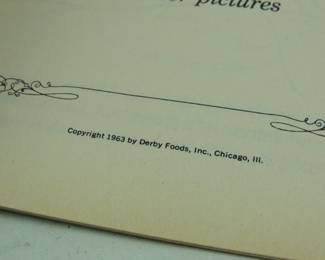 pictures
Copyright 1963 by Derby Foods, Inc., Chicago, Ill.